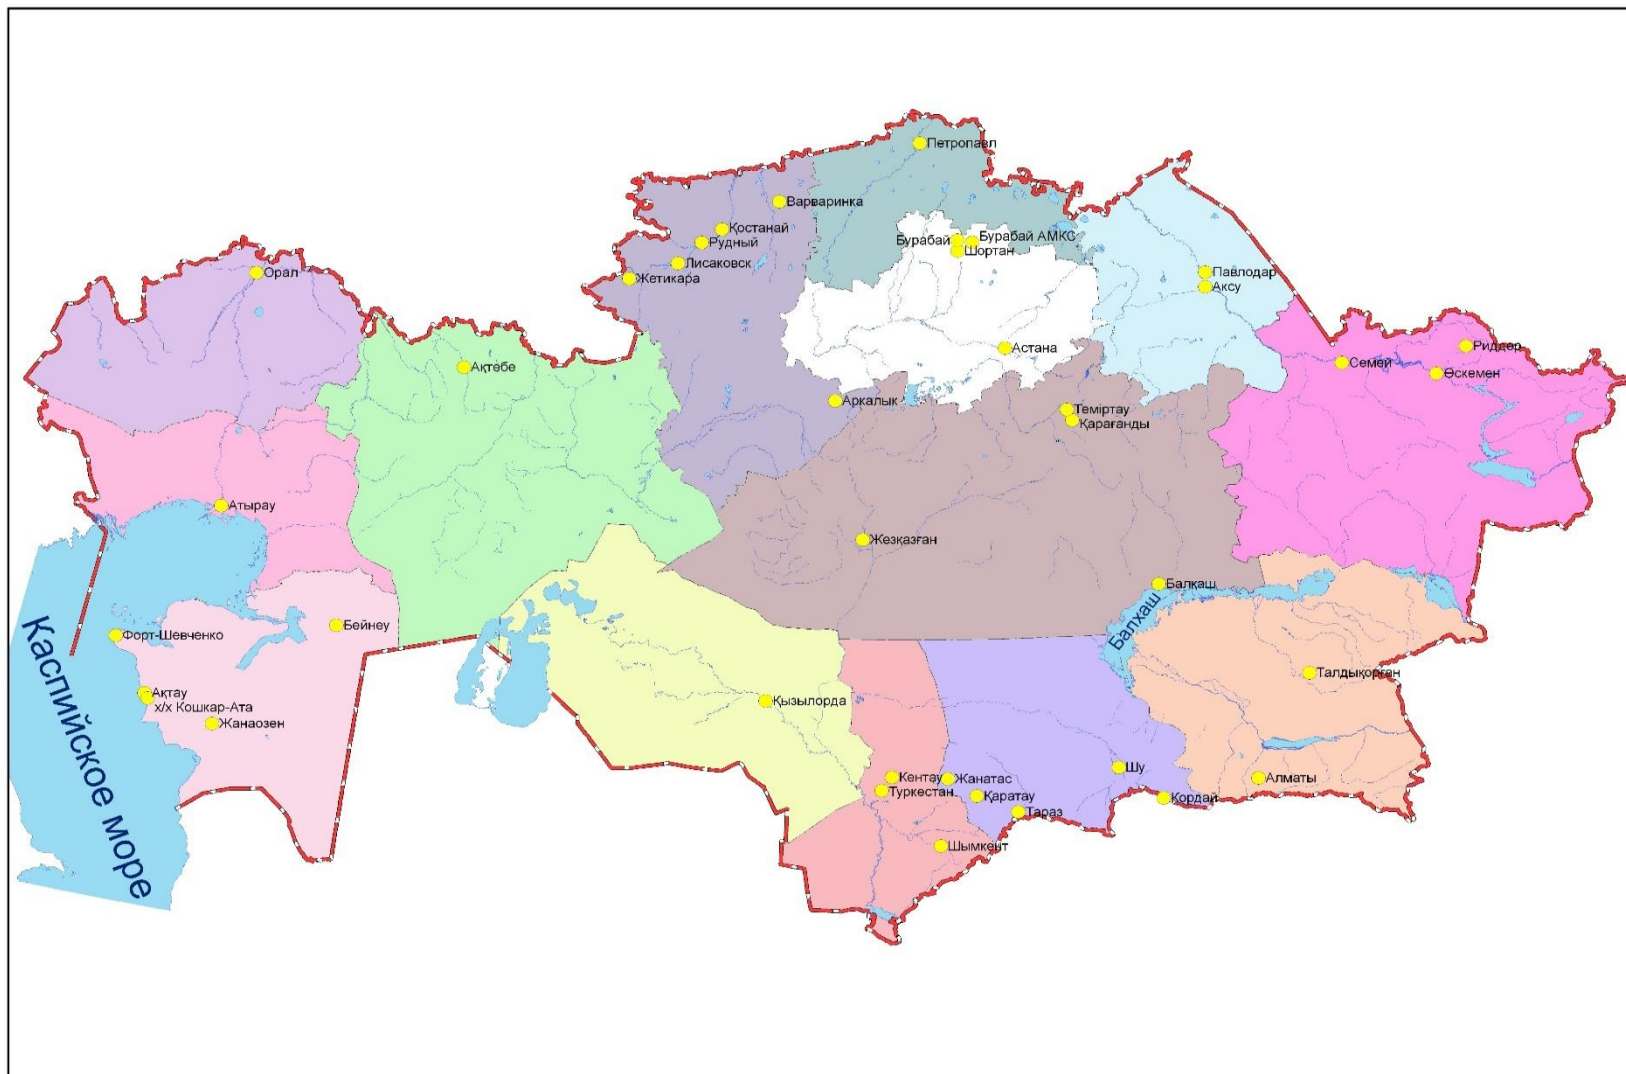 Петропавл
Варваринка
Қостанай
Бурабай
Бурабай АМКС
Рудный
Шортан
Лисаковск
Орал
Жетикара
Павлодар
Аксу
Астана
Риддер
Семей
Ақтөбе
Өскемен
Аркалык
Теміртау
Қарағанды
Атырау
Жезқазған
Балқаш
Балхаш
Бейнеу
Форт-Шевченко
Каспийское море
Талдықорған
Ақтау
х/х Кошкар-Ата
Қызылорда
Жанаозен
Шу
Кентау
Жанатас
Алматы
Туркестан
Қаратау
Қордай
Тараз
Шымкент